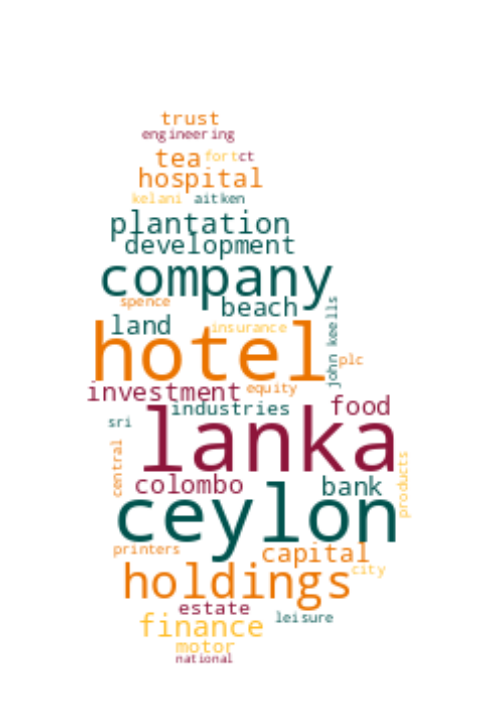 trust
engineering
tea fort ct
hospital
kelani aitken
plantation
development
company
spence beach
land insurance
john keells
hotel plc
investment equity
industries food
sri lanka
central
colombo bank
products
ceylon
printers capital
holdings city
estate
finance leisure
motor
national